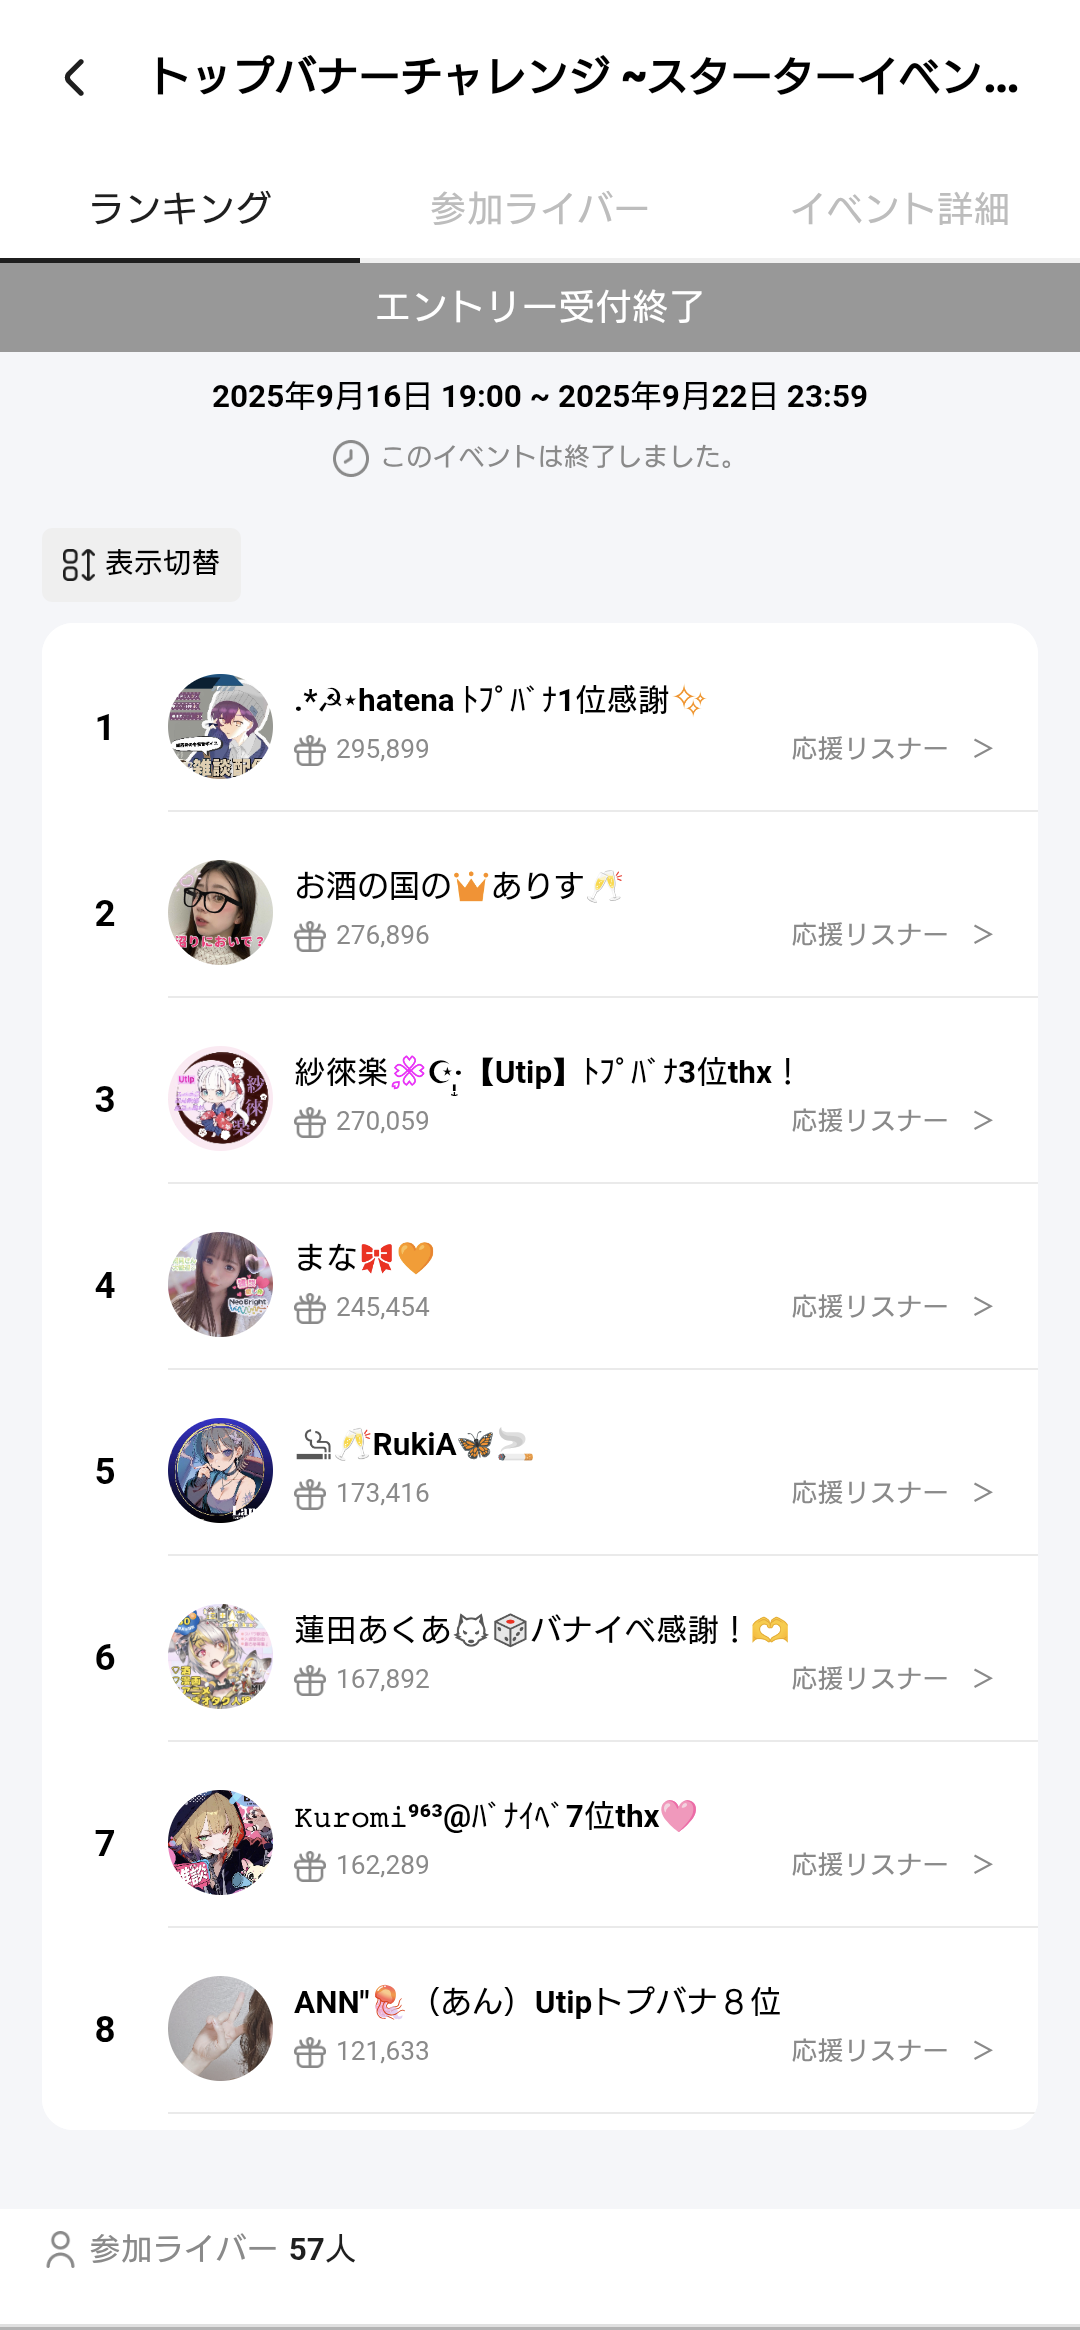 トップバナーチャレンジ ~スターターイベン...
ランキング
参加ライバー
イベント詳細
エントリー受付終了
2025年9月16日 19:00 ~ 2025年9月22日 23:59
このイベントは終了しました。
表示切替
1
.*☭⋆hatena ﾄﾌﾟﾊﾞﾅ1位感謝✨
295,899
応援リスナー >
2
お酒の国の👑ありす🥂
276,896
応援リスナー >
3
紗徠楽🌸☪·̩͙【Utip】ﾄﾌﾟﾊﾞﾅ3位thx！
270,059
応援リスナー >
4
まな🎀🧡
245,454
応援リスナー >
5
🚬🥂RukiA🦋🚬
173,416
応援リスナー >
6
蓮田あくあ🐺🎲バナイベ感謝！🫶
167,892
応援リスナー >
7
𝙺𝚞𝚛𝚘𝚖𝚒⁹⁶³@ﾊﾞﾅｲﾍﾞ7位thx🩷
162,289
応援リスナー >
8
ANN"🪼（あん）Utipトプバナ８位
121,633
応援リスナー >
参加ライバー 57人